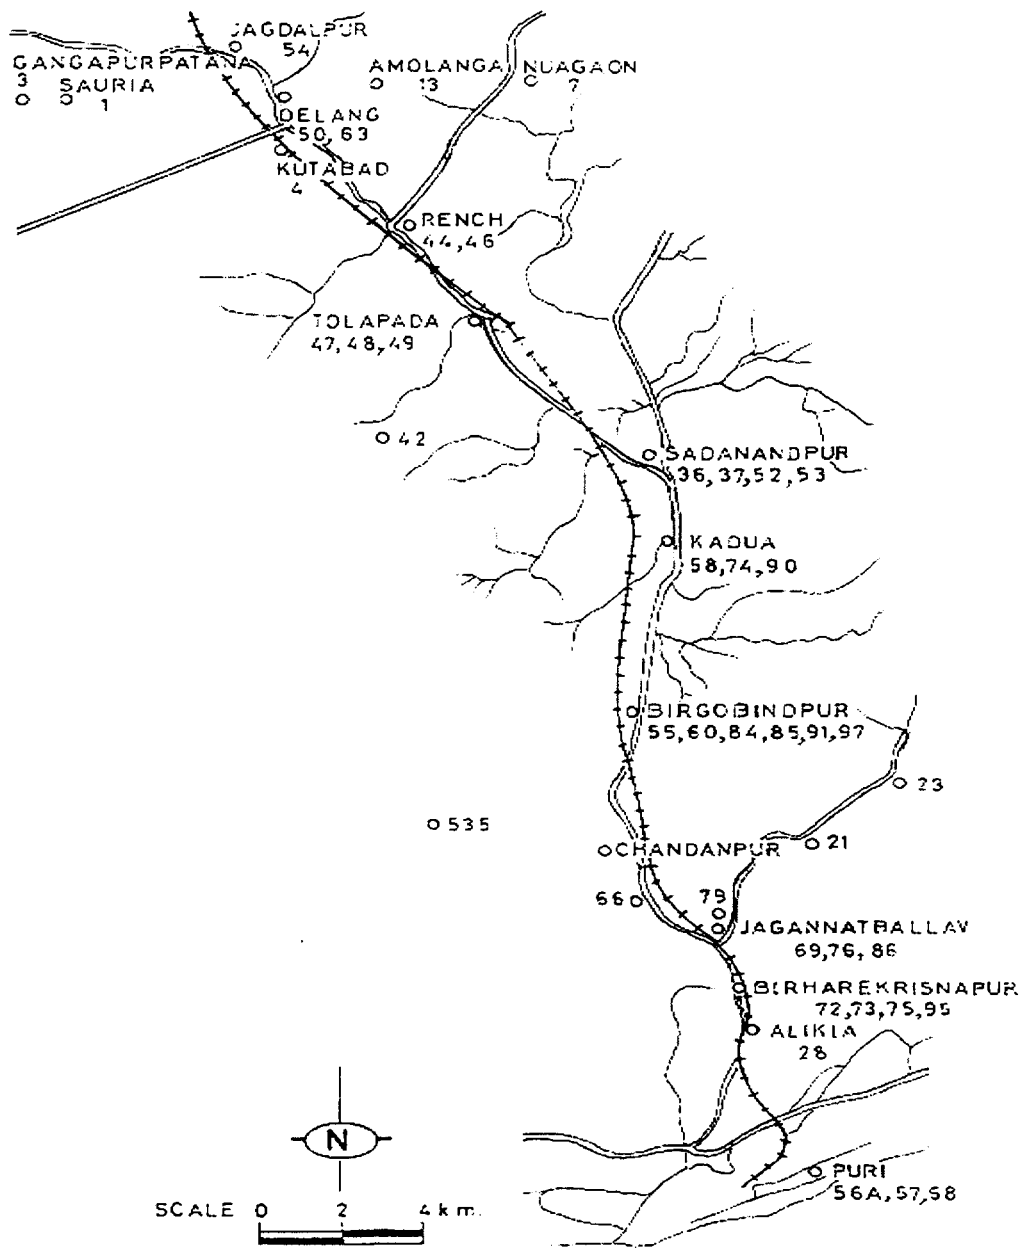 JAGDALPUR
54
GANGAPURPATANA
3
SAURIA
1
AMOLANGA
13
NUAGAON
7
DELANG
50,63
KUTABAD
4
RENCH
44,46
TOLAPADA
47,48,49
42
SADANANDPUR
36,37,52,53
KADUA
58,74,90
BIRGOBINDPUR
55,60,84,85,91,97
23
535
21
CHANDANPUR
66
79
JAGANNATBALLAV
69,76,86
BIRHAREKRISNAPUR
72,73,75,95
ALIKIA
28
N
PURI
56A,57,58
SCALE 0 2 4 km.